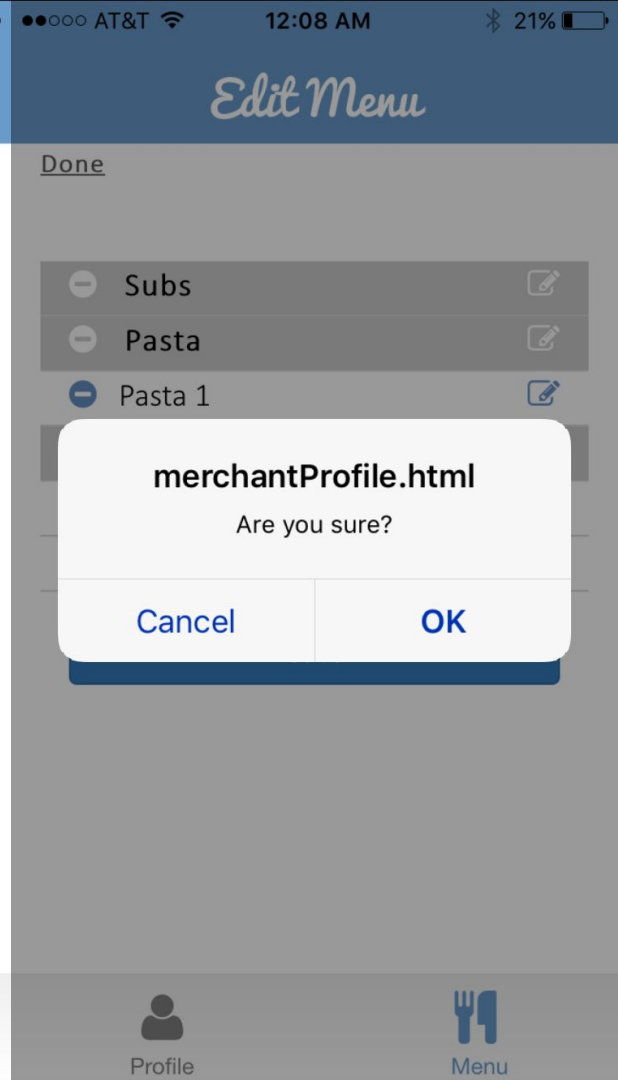 AT&T 12:08 AM 21%
Edit Menu
Done
Subs
Pasta
Pasta 1
merchantProfile.html
Are you sure?
Cancel OK
Profile Menu